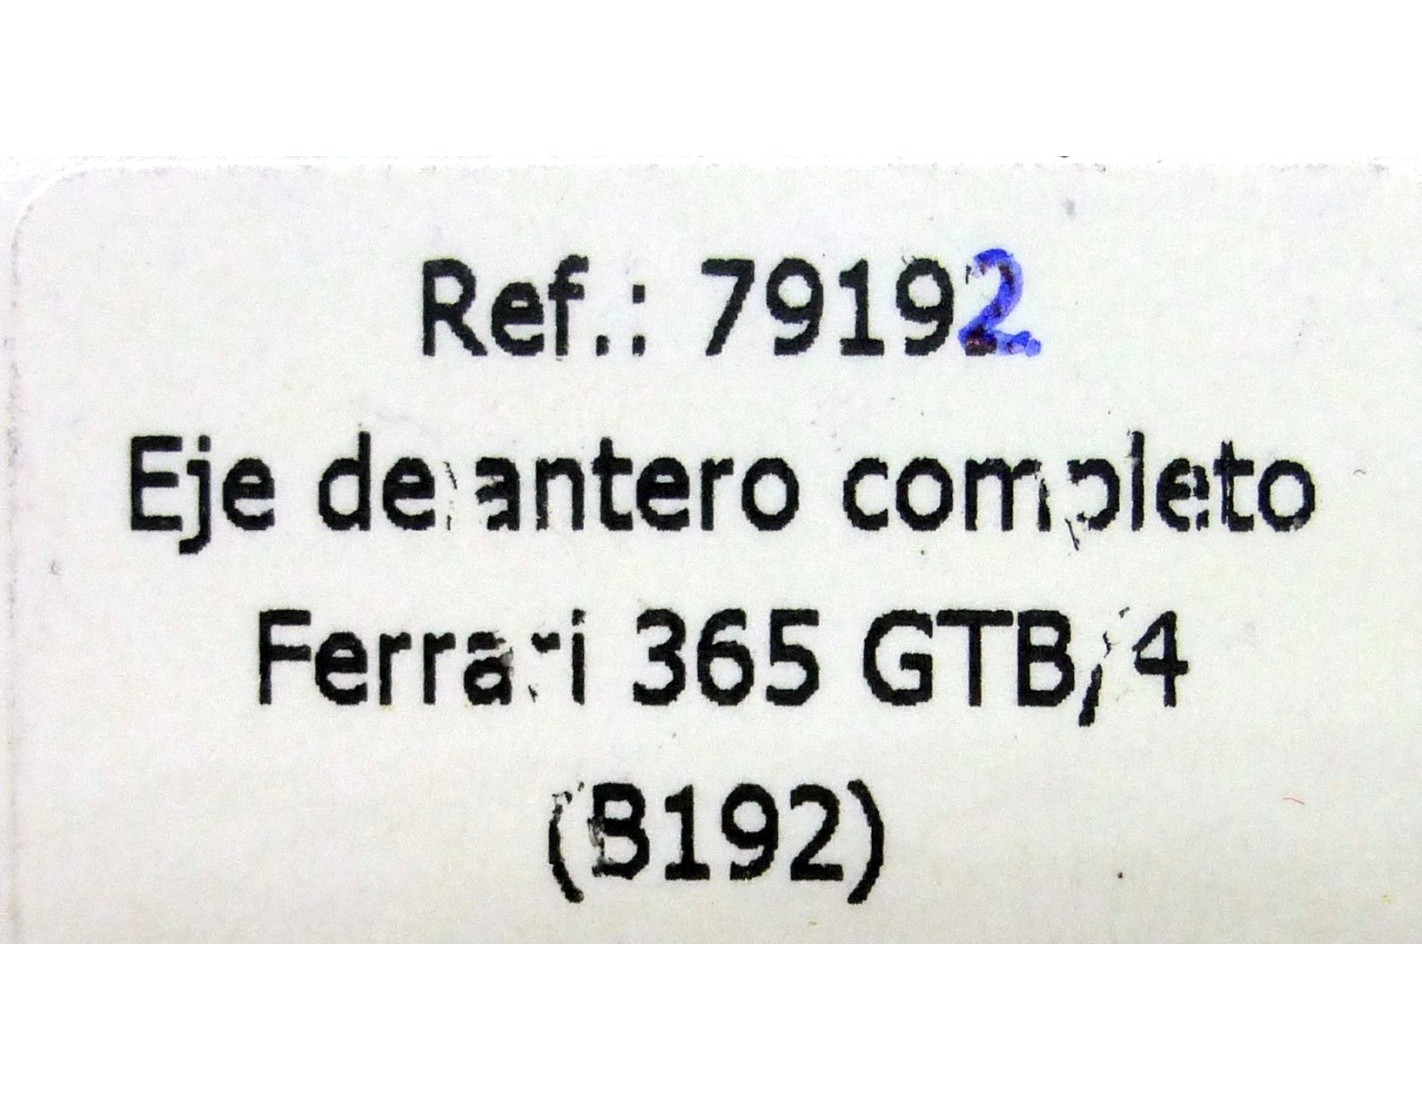 Ref.: 79192
Eje delantero completo
Ferrari 365 GTB/4
(B192)